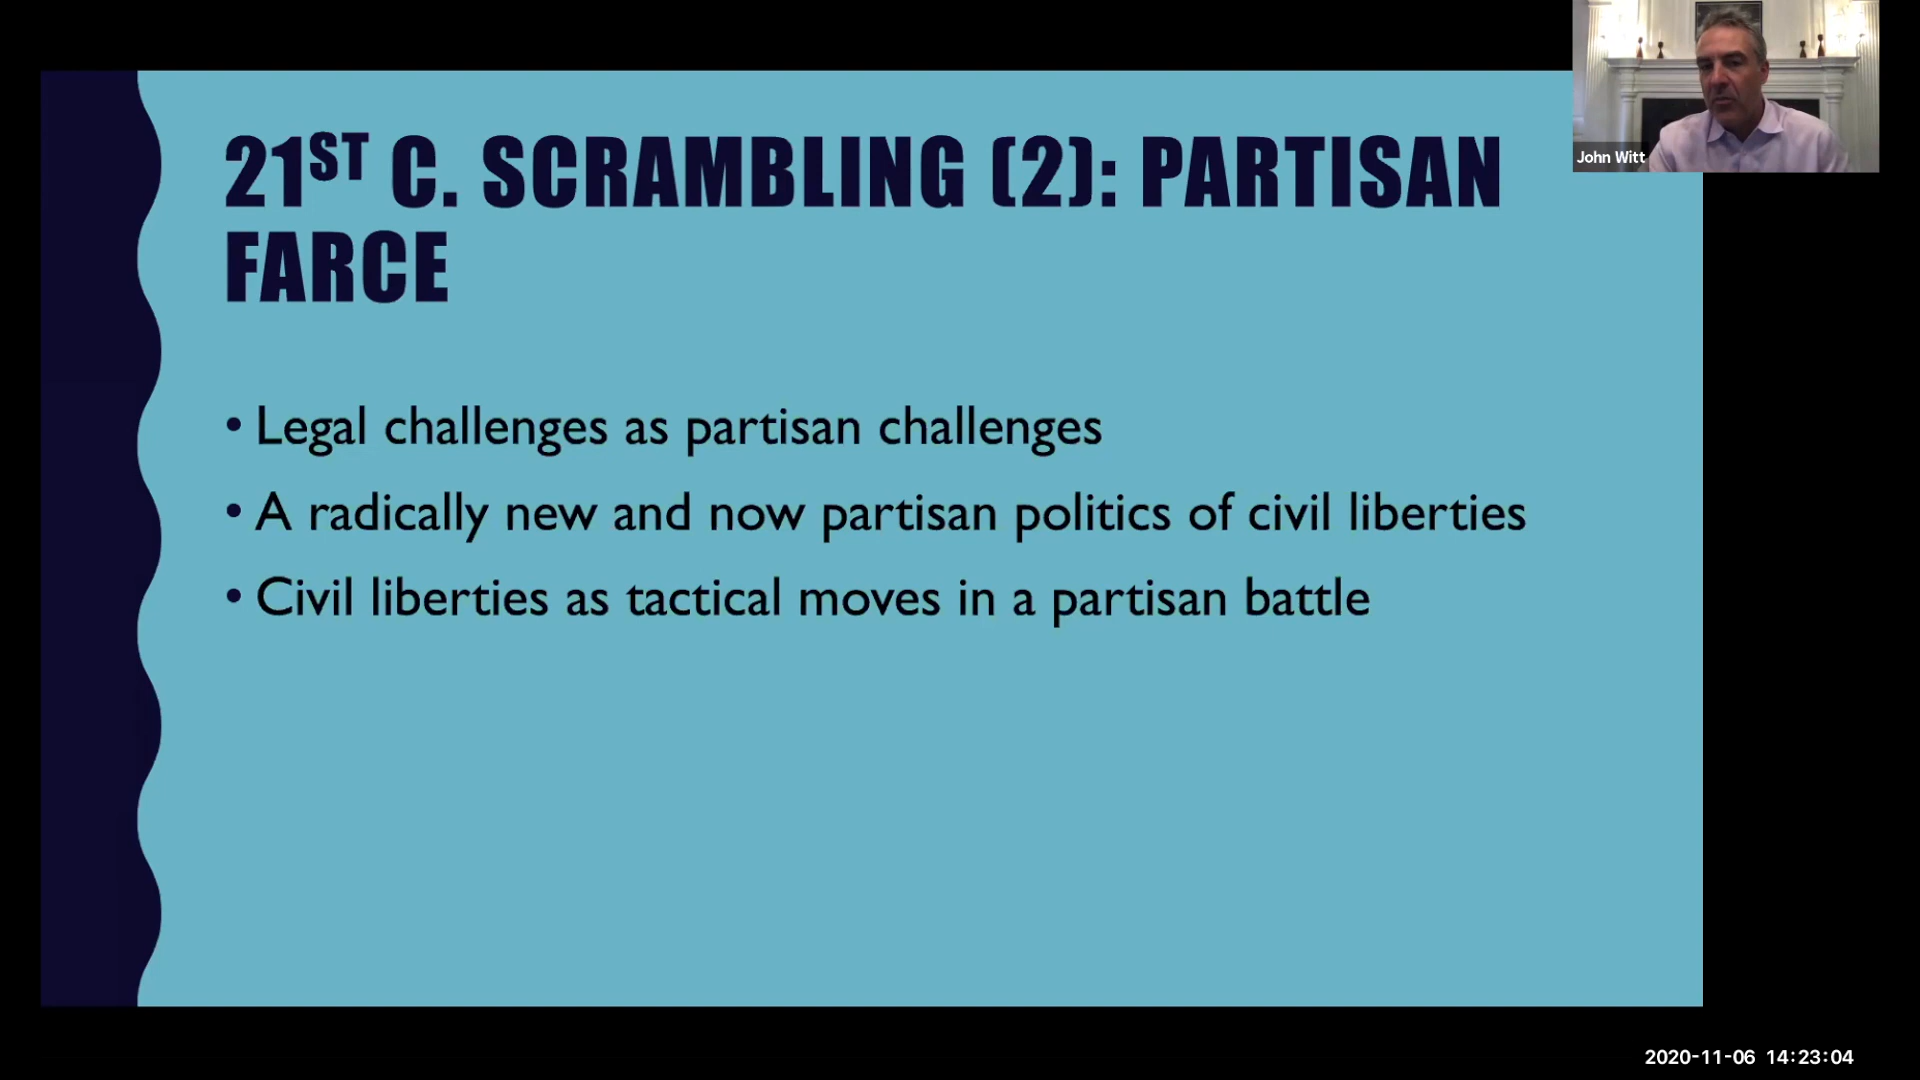 21ST C. SCRAMBLING (2): PARTISAN
FARCE
• Legal challenges as partisan challenges
• A radically new and now partisan politics of civil liberties
• Civil liberties as tactical moves in a partisan battle
John Witt
2020-11-06 14:23:04